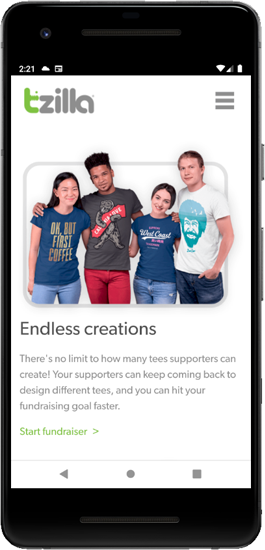 2:21
tzilla
OK, BUT
FIRST
COFFEE
West Coast
Endless creations
There's no limit to how many tees supporters can
create! Your supporters can keep coming back to
design different tees, and you can hit your
fundraising goal faster.
Start fundraiser >